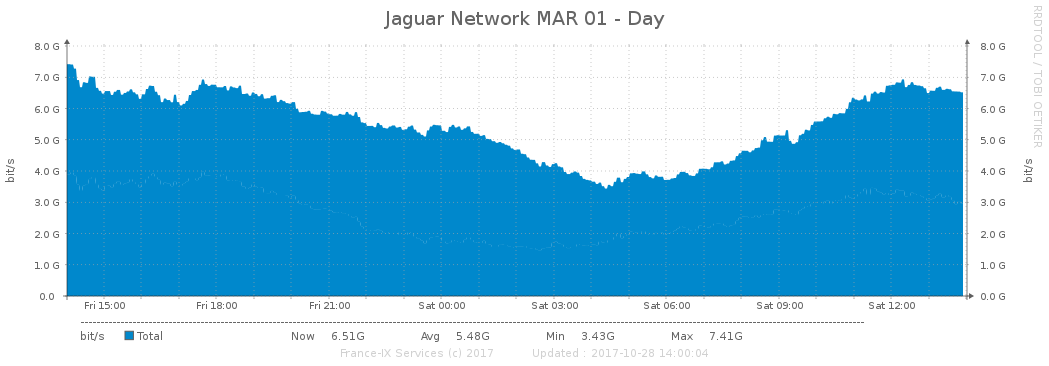 Jaguar Network MAR 01 - Day
RRDTOOL / TOBI OETIKER
8.0 G 8.0 G
7.0 G 7.0 G
6.0 G 6.0 G
5.0 G 5.0 G
4.0 G 4.0 G
3.0 G 3.0 G
2.0 G 2.0 G
1.0 G 1.0 G
0.0 0.0 G
bit/s
bit/s
Fri 15:00 Fri 18:00 Fri 21:00 Sat 00:00 Sat 03:00 Sat 06:00 Sat 09:00 Sat 12:00
bit/s Total Now 6.51G Avg 5.48G Min 3.43G Max 7.41G
France-IX Services (c) 2017 Updated : 2017-10-28 14:00:04